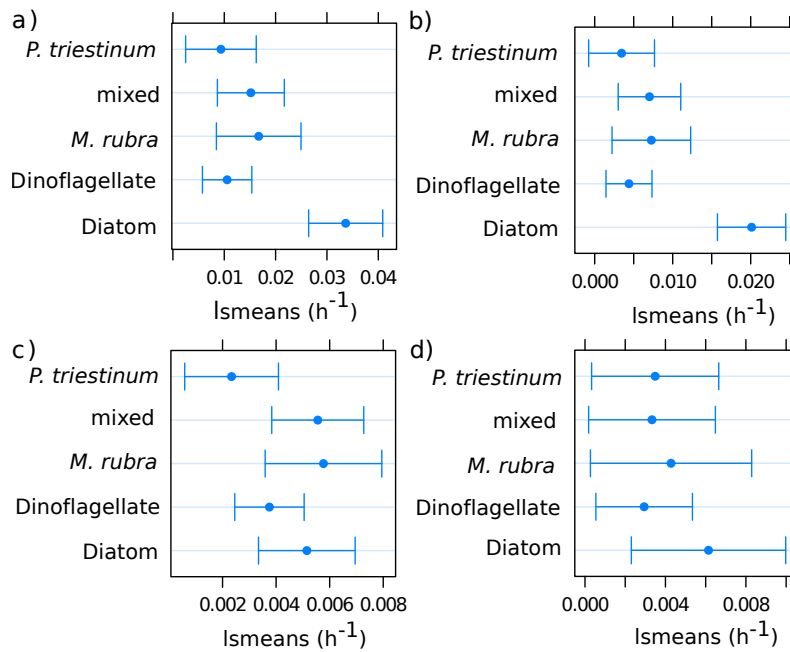 a)
P. triestinum
mixed
M. rubra
Dinoflagellate
Diatom
0.01 0.02 0.03 0.04
lsmeans (h-1)
b)
P. triestinum
mixed
M. rubra
Dinoflagellate
Diatom
0.000 0.010 0.020
lsmeans (h-1)
c)
P. triestinum
mixed
M. rubra
Dinoflagellate
Diatom
0.002 0.004 0.006 0.008
lsmeans (h-1)
d)
P. triestinum
mixed
M. rubra
Dinoflagellate
Diatom
0.000 0.004 0.008
lsmeans (h-1)